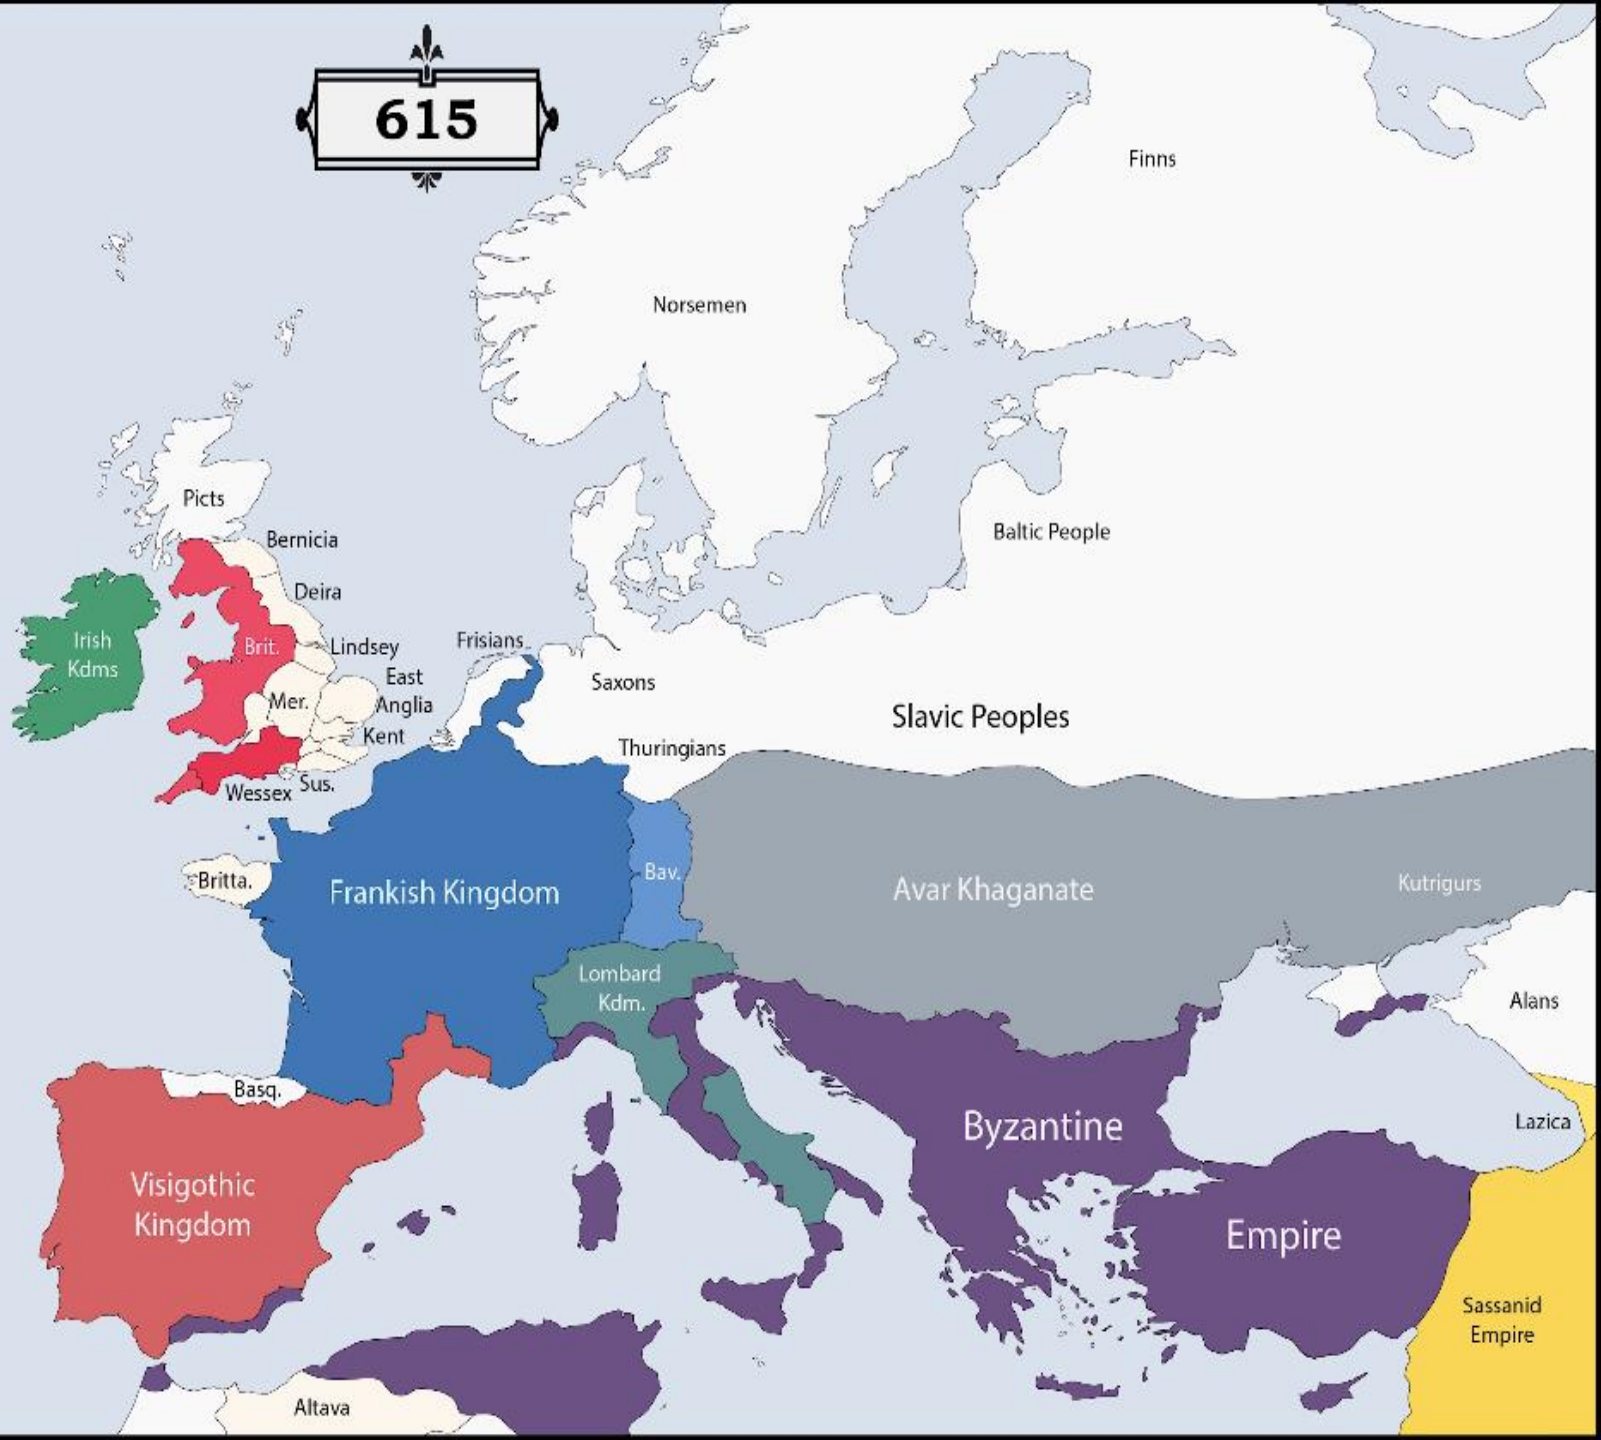 615
Finns
Norsemen
Picts
Baltic People
Bernicia
Deira
Irish
Kdms
Brit.
Lindsey
Frisians
East
Anglia
Saxons
Mer.
Slavic Peoples
Kent
Thuringians
Sus.
Wessex
Britta.
Frankish Kingdom
Bav.
Avar Khaganate
Kutrigurs
Lombard
Kdm.
Alans
Basq.
Lazica
Byzantine
Empire
Visigothic
Kingdom
Sassanid
Empire
Altava